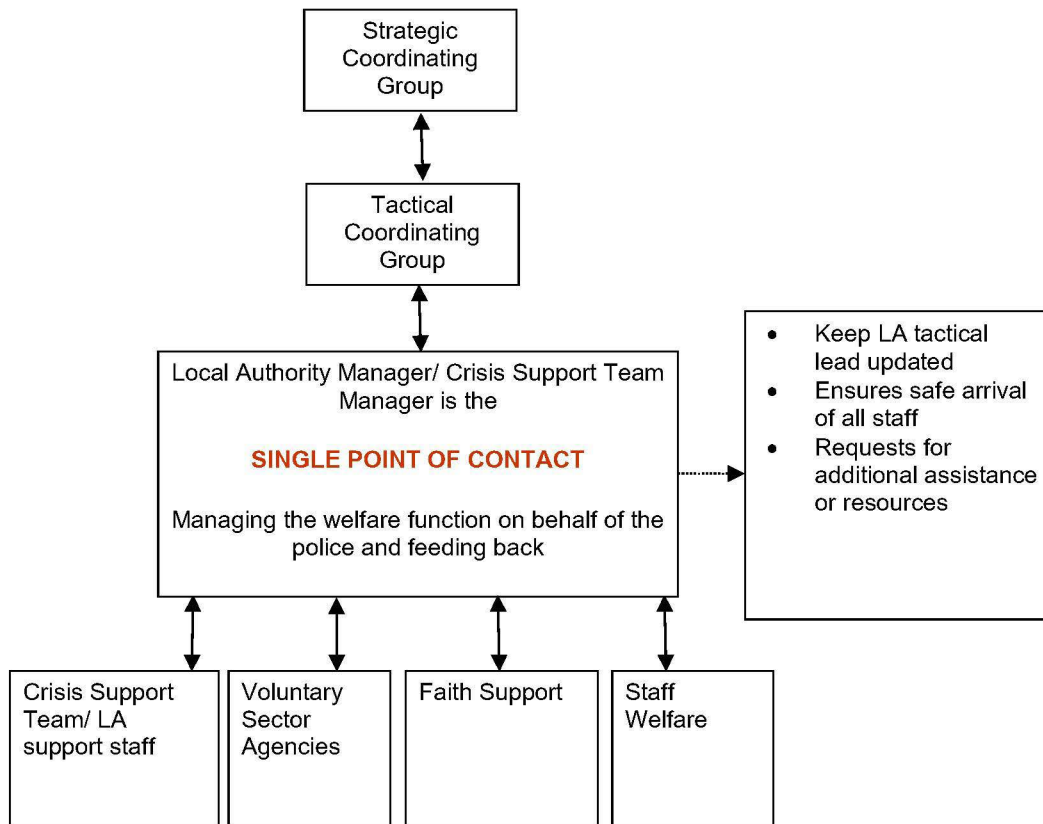 Strategic
Coordinating
Group
Tactical
Coordinating
Group
Local Authority Manager/ Crisis Support Team
Manager is the
SINGLE POINT OF CONTACT
Managing the welfare function on behalf of the
police and feeding back
• Keep LA tactical
lead updated
• Ensures safe arrival
of all staff
• Requests for
additional assistance
or resources
Crisis Support
Team/ LA
support staff
Voluntary
Sector
Agencies
Faith Support
Staff
Welfare